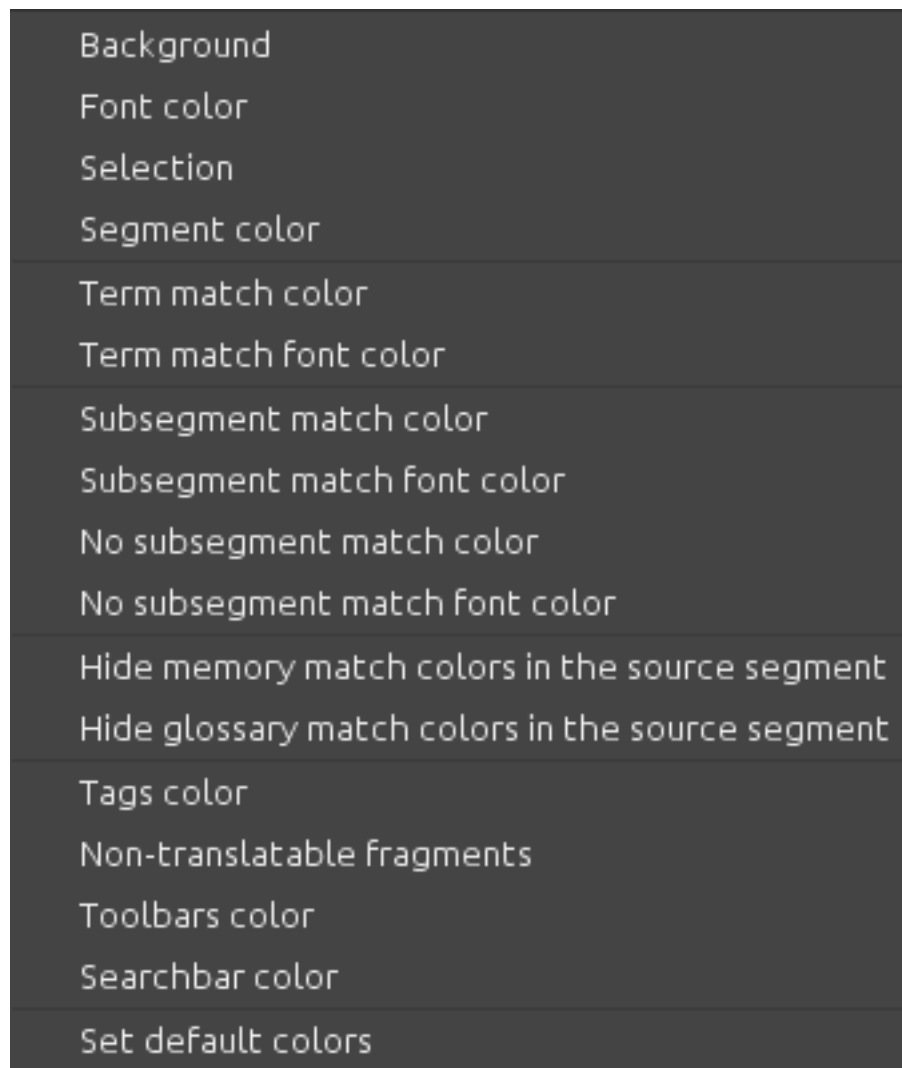 Background
Font color
Selection
Segment color
Term match color
Term match font color
Subsegment match color
Subsegment match font color
No subsegment match color
No subsegment match font color
Hide memory match colors in the source segment
Hide glossary match colors in the source segment
Tags color
Non-translatable fragments
Toolbars color
Searchbar color
Set default colors